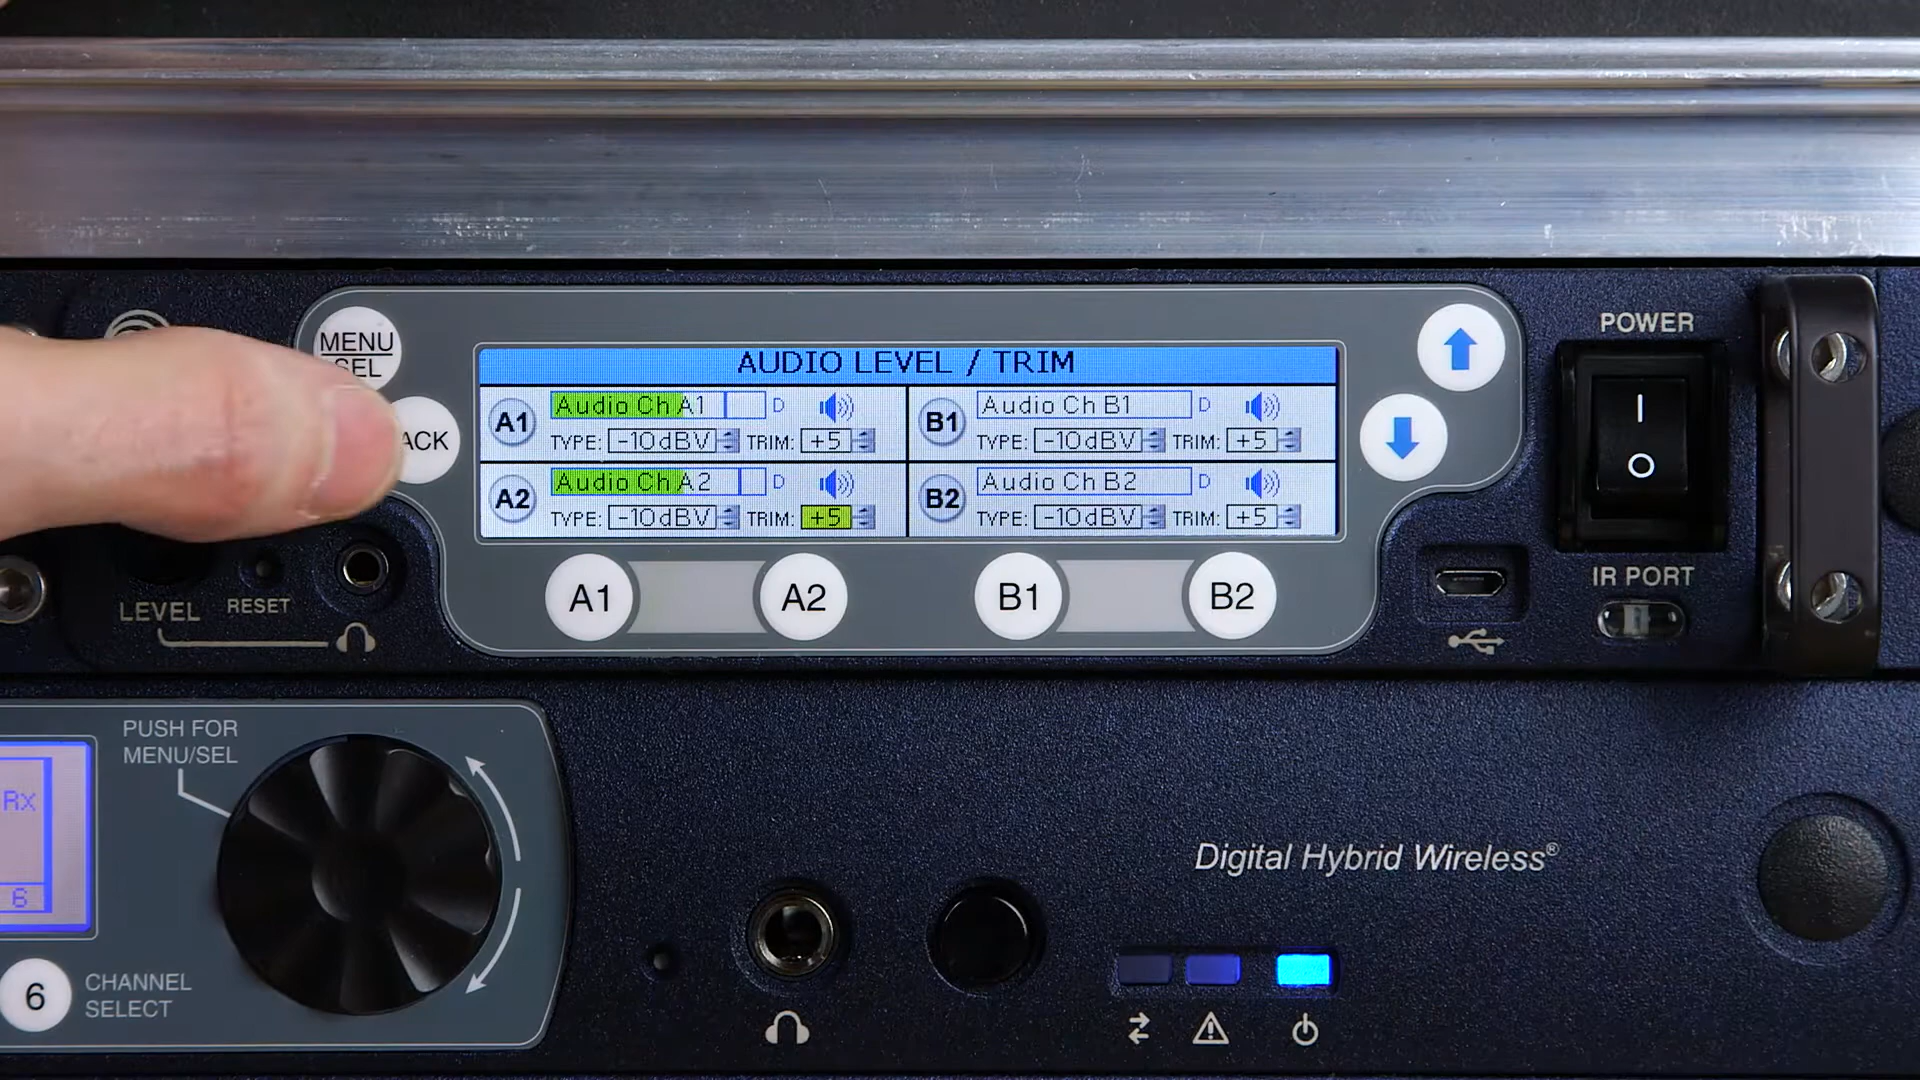 MENU
SEL
ACK
AUDIO LEVEL / TRIM
A1 Audio Ch A1 D
TYPE: -10dBV TRIM: +5
A2 Audio Ch A2 D
TYPE: -10dBV TRIM: +5
B1 Audio Ch B1 D
TYPE: -10dBV TRIM: +5
B2 Audio Ch B2 D
TYPE: -10dBV TRIM: +5
A1 A2 B1 B2
POWER
IR PORT
LEVEL RESET
PUSH FOR
MENU/SEL
Rx
6
6 CHANNEL
SELECT
Digital Hybrid Wireless®